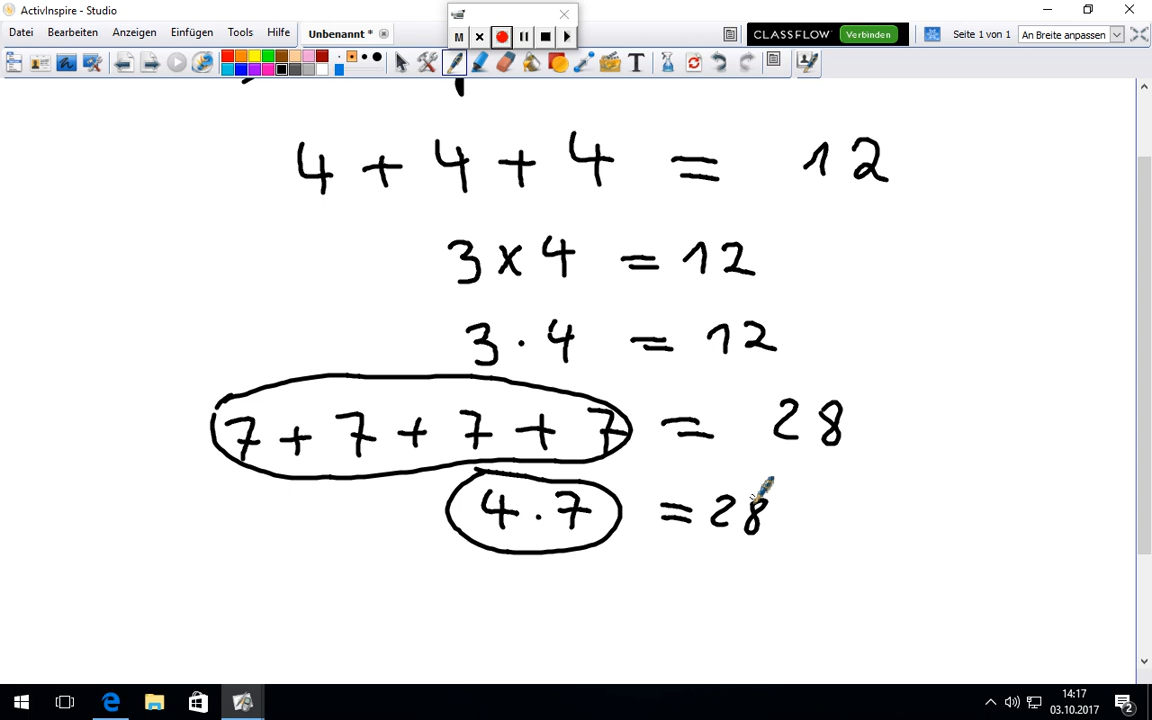 ActivInspire - Studio
Datei Bearbeiten Anzeigen Einfügen Tools Hilfe Unbenannt * CLASSFLOW Verbinden Seite 1 von 1 An Breite anpassen
M
T
4 + 4 + 4 = 12
3 x 4 = 12
3 · 4 = 12
7 + 7 + 7 + 7 = 28
4 . 7 = 28
14:17
03.10.2017
2